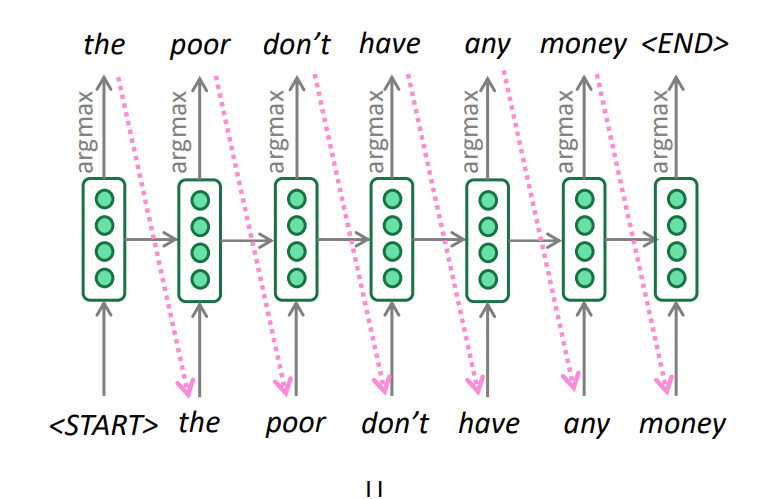 the poor don't have any money <END>
argmax argmax argmax argmax argmax argmax argmax
<START> the poor don't have any money